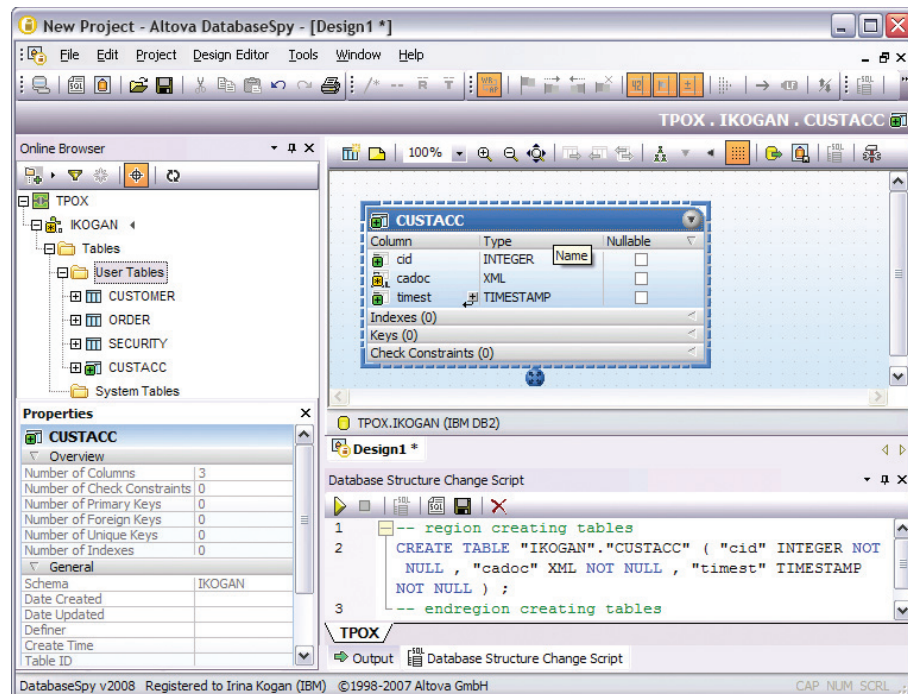 New Project - Altova DatabaseSpy - [Design1 *]
File Edit Project Design Editor Tools Window Help
TPOX . IKOGAN . CUSTACC
Online Browser
TPOX
IKOGAN
Tables
User Tables
CUSTOMER
ORDER
SECURITY
CUSTACC
System Tables
Properties
CUSTACC
Overview
Number of Columns 3
Number of Check Constraints 0
Number of Primary Keys 0
Number of Foreign Keys 0
Number of Unique Keys 0
Number of Indexes 0
General
Schema IKOGAN
Date Created
Date Updated
Definer
Create Time
Table ID
100%
CUSTACC
Column Type Nullable
cid INTEGER
Name
cadoc XML
timest TIMESTAMP
Indexes (0)
Keys (0)
Check Constraints (0)
TPOX.IKOGAN (IBM DB2)
Design1 *
Database Structure Change Script
1 -- region creating tables
2 CREATE TABLE "IKOGAN"."CUSTACC" ( "cid" INTEGER NOT
NULL , "cadoc" XML NOT NULL , "timest" TIMESTAMP
NOT NULL ) ;
3 -- endregion creating tables
TPOX
Output Database Structure Change Script
DatabaseSpy v2008 Registered to Irina Kogan (IBM) ©1998-2007 Altova GmbH CAP NUM SCRL